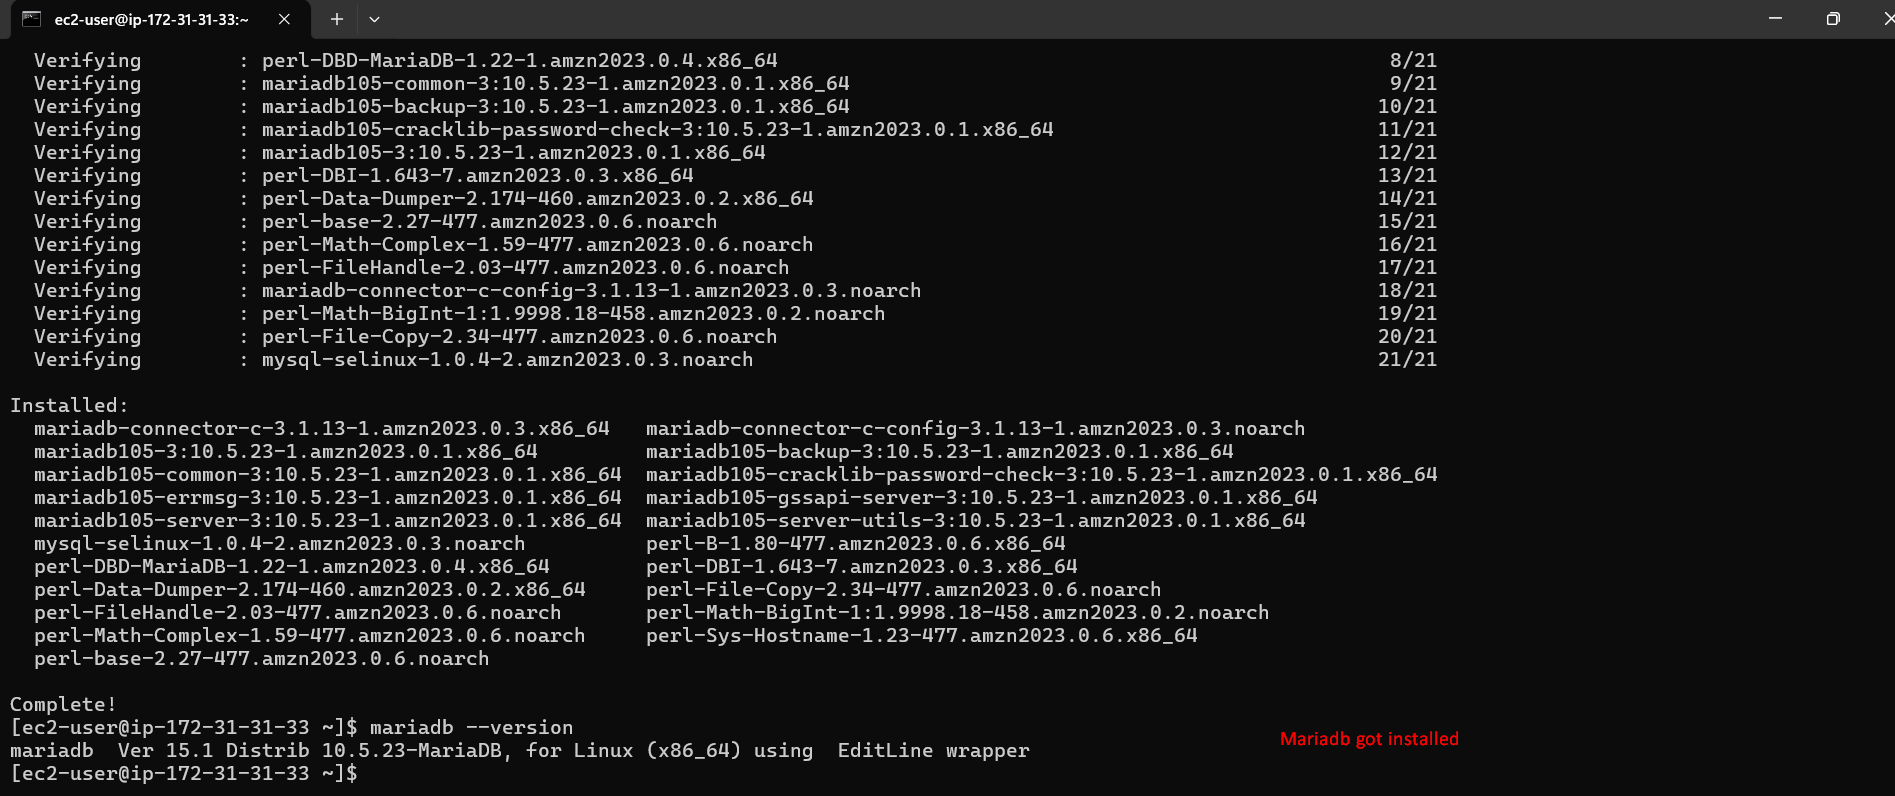 ec2-user@ip-172-31-31-33:~
Verifying : perl-DBD-MariaDB-1.22-1.amzn2023.0.4.x86_64 8/21
Verifying : mariadb105-common-3:10.5.23-1.amzn2023.0.1.x86_64 9/21
Verifying : mariadb105-backup-3:10.5.23-1.amzn2023.0.1.x86_64 10/21
Verifying : mariadb105-cracklib-password-check-3:10.5.23-1.amzn2023.0.1.x86_64 11/21
Verifying : mariadb105-3:10.5.23-1.amzn2023.0.1.x86_64 12/21
Verifying : perl-DBI-1.643-7.amzn2023.0.3.x86_64 13/21
Verifying : perl-Data-Dumper-2.174-460.amzn2023.0.2.x86_64 14/21
Verifying : perl-base-2.27-477.amzn2023.0.6.noarch 15/21
Verifying : perl-Math-Complex-1.59-477.amzn2023.0.6.noarch 16/21
Verifying : perl-FileHandle-2.03-477.amzn2023.0.6.noarch 17/21
Verifying : mariadb-connector-c-config-3.1.13-1.amzn2023.0.3.noarch 18/21
Verifying : perl-Math-BigInt-1:1.9998.18-458.amzn2023.0.2.noarch 19/21
Verifying : perl-File-Copy-2.34-477.amzn2023.0.6.noarch 20/21
Verifying : mysql-selinux-1.0.4-2.amzn2023.0.3.noarch 21/21
Installed:
mariadb-connector-c-3.1.13-1.amzn2023.0.3.x86_64 mariadb-connector-c-config-3.1.13-1.amzn2023.0.3.noarch
mariadb105-3:10.5.23-1.amzn2023.0.1.x86_64 mariadb105-backup-3:10.5.23-1.amzn2023.0.1.x86_64
mariadb105-common-3:10.5.23-1.amzn2023.0.1.x86_64 mariadb105-cracklib-password-check-3:10.5.23-1.amzn2023.0.1.x86_64
mariadb105-errmsg-3:10.5.23-1.amzn2023.0.1.x86_64 mariadb105-gssapi-server-3:10.5.23-1.amzn2023.0.1.x86_64
mariadb105-server-3:10.5.23-1.amzn2023.0.1.x86_64 mariadb105-server-utils-3:10.5.23-1.amzn2023.0.1.x86_64
mysql-selinux-1.0.4-2.amzn2023.0.3.noarch perl-B-1.80-477.amzn2023.0.6.x86_64
perl-DBD-MariaDB-1.22-1.amzn2023.0.4.x86_64 perl-DBI-1.643-7.amzn2023.0.3.x86_64
perl-Data-Dumper-2.174-460.amzn2023.0.2.x86_64 perl-File-Copy-2.34-477.amzn2023.0.6.noarch
perl-FileHandle-2.03-477.amzn2023.0.6.noarch perl-Math-BigInt-1:1.9998.18-458.amzn2023.0.2.noarch
perl-Math-Complex-1.59-477.amzn2023.0.6.noarch perl-Sys-Hostname-1.23-477.amzn2023.0.6.x86_64
perl-base-2.27-477.amzn2023.0.6.noarch
Complete!
[ec2-user@ip-172-31-31-33 ~]$ mariadb --version
mariadb Ver 15.1 Distrib 10.5.23-MariaDB, for Linux (x86_64) using EditLine wrapper
Mariadb got installed
[ec2-user@ip-172-31-31-33 ~]$